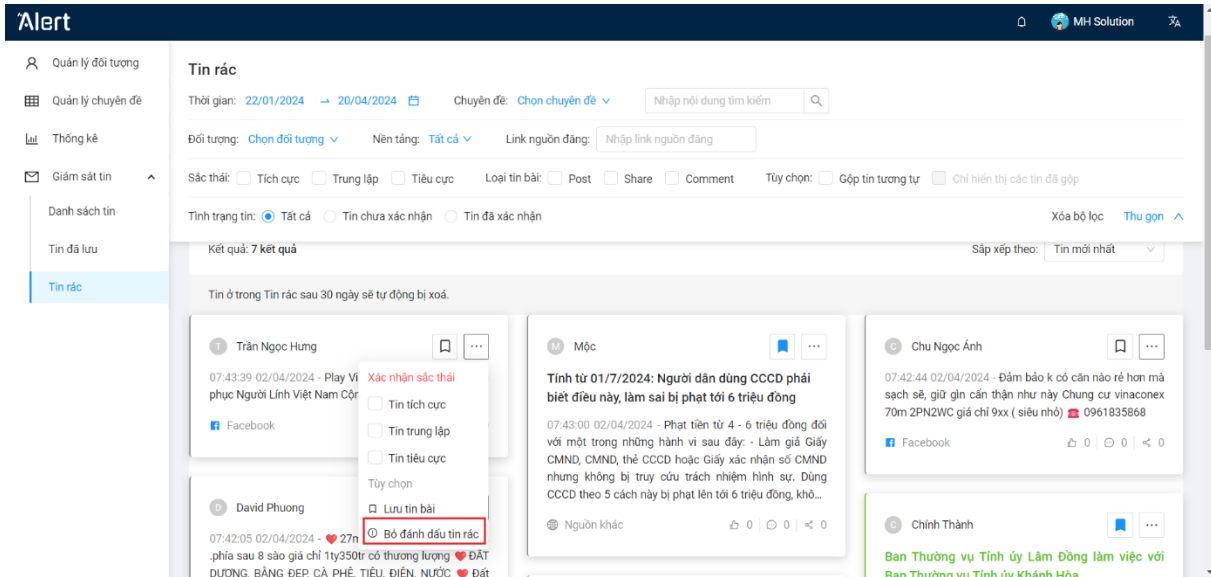 Alert
MH Solution
Quản lý đối tượng
Quản lý chuyên đề
Thống kê
Giám sát tin
Danh sách tin
Tin đã lưu
Tin rác
Tin rác
Thời gian: 22/01/2024 → 20/04/2024 Chuyên đề: Chọn chuyên đề Nhập nội dung tìm kiếm
Đối tượng: Chọn đối tượng Nền tảng: Tất cả Link nguồn đăng: Nhập link nguồn đăng
Sắc thái: Tích cực Trung lập Tiêu cực Loại tin bài: Post Share Comment Tùy chọn: Gộp tin tương tự Chỉ hiển thị các tin đã gộp
Tình trạng tin: Tất cả Tin chưa xác nhận Tin đã xác nhận Xóa bộ lọc Thu gọn
Kết quả: 7 kết quả Sắp xếp theo: Tin mới nhất
Tin ở trong Tin rác sau 30 ngày sẽ tự động bị xoá.
T Trần Ngọc Hưng
07:43:39 02/04/2024 - Play Vi
phục Người Lính Việt Nam Cộn
Facebook
Xác nhận sắc thái
Tin tích cực
Tin trung lập
Tin tiêu cực
Tùy chọn
Lưu tin bài
Bỏ đánh dấu tin rác
D David Phuong
07:42:05 02/04/2024 - ❤️ 27n
.phía sau 8 sào giá chỉ 1ty350tr có thương lượng ❤️ ĐẤT
DƯƠNG, BẰNG ĐẸP, CÀ PHÊ, TIÊU, ĐIỆN, NƯỚC ❤️ Đất
M Mộc
Tính từ 01/7/2024: Người dân dùng CCCD phải
biết điều này, làm sai bị phạt tới 6 triệu đồng
07:43:00 02/04/2024 - Phạt tiền từ 4 - 6 triệu đồng đối
với một trong những hành vi sau đây: - Làm giả Giấy
CMND, CMND, thẻ CCCD hoặc Giấy xác nhận số CMND
nhưng không bị truy cứu trách nhiệm hình sự. Dùng
CCCD theo 5 cách này bị phạt lên tới 6 triệu đồng, khô...
Nguồn khác 0 0 0
C Chu Ngọc Ánh
07:42:44 02/04/2024 - Đảm bảo k có căn nào rẻ hơn mà
sạch sẽ, giữ gìn cẩn thận như này Chung cư vinaconex
70m 2PN2WC giá chỉ 9xx ( siêu nhỏ) ☎️ 0961835868
Facebook 0 0 0
C Chính Thành
Ban Thường vụ Tỉnh ủy Lâm Đồng làm việc với
Ban Thường vụ Tỉnh ủy Khánh Hòa